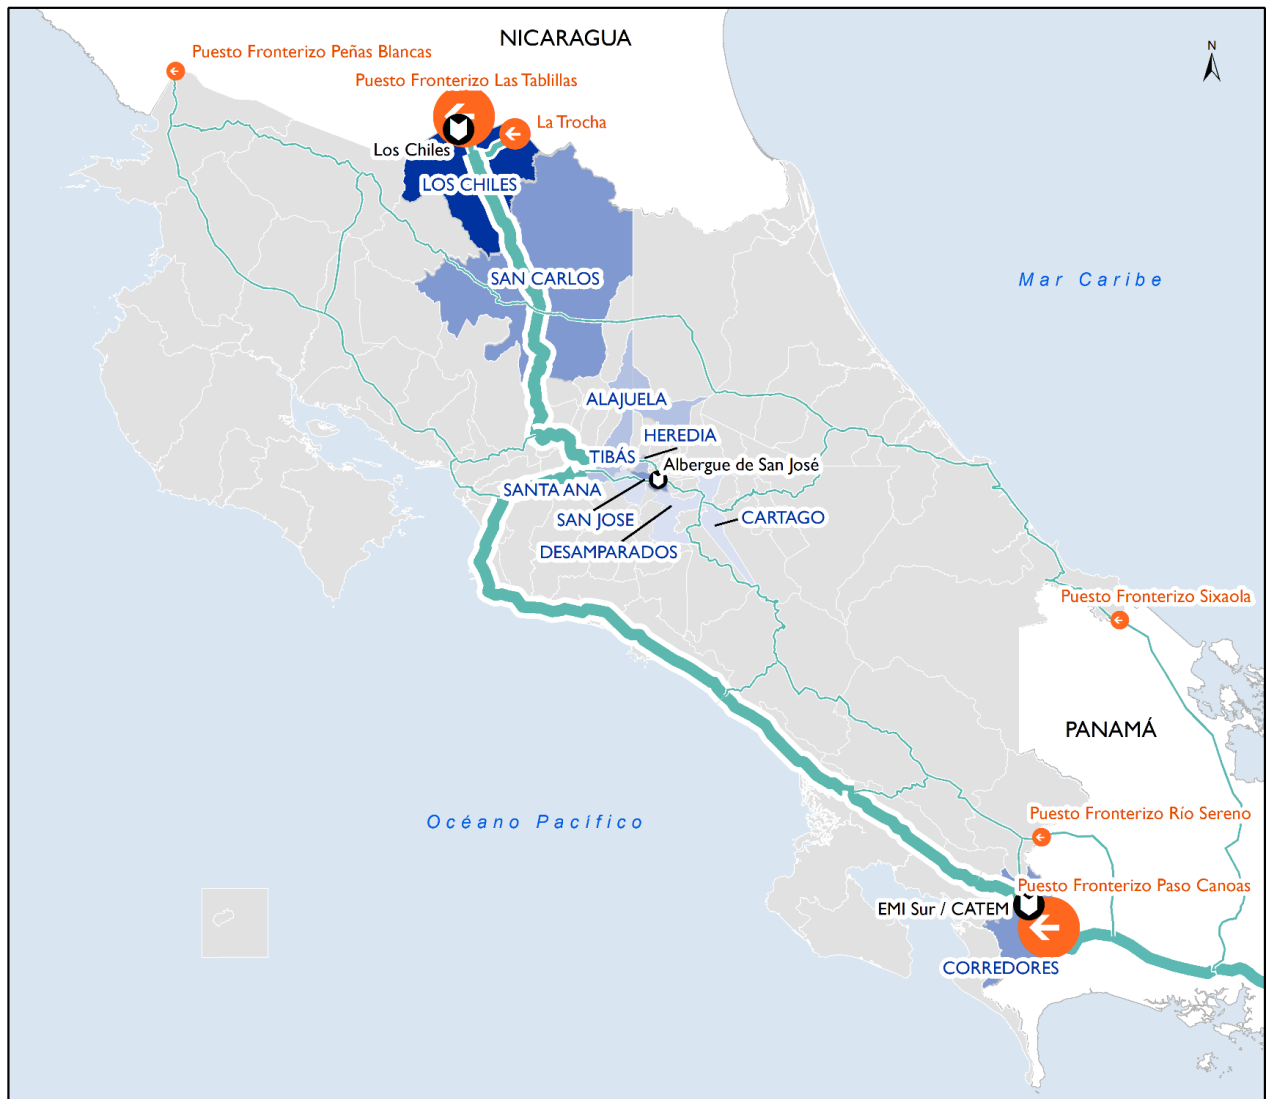 NICARAGUA
N
Puesto Fronterizo Peñas Blancas
Puesto Fronterizo Las Tablillas
La Trocha
Los Chiles
LOS CHILES
SAN CARLOS
Mar Caribe
ALAJUELA
HEREDIA
TIBÁS
Albergue de San José
SANTA ANA
SAN JOSE
CARTAGO
DESAMPARADOS
Puesto Fronterizo Sixaola
PANAMÁ
Océano Pacífico
Puesto Fronterizo Río Sereno
Puesto Fronterizo Paso Canoas
EMI Sur / CATEM
CORREDORES